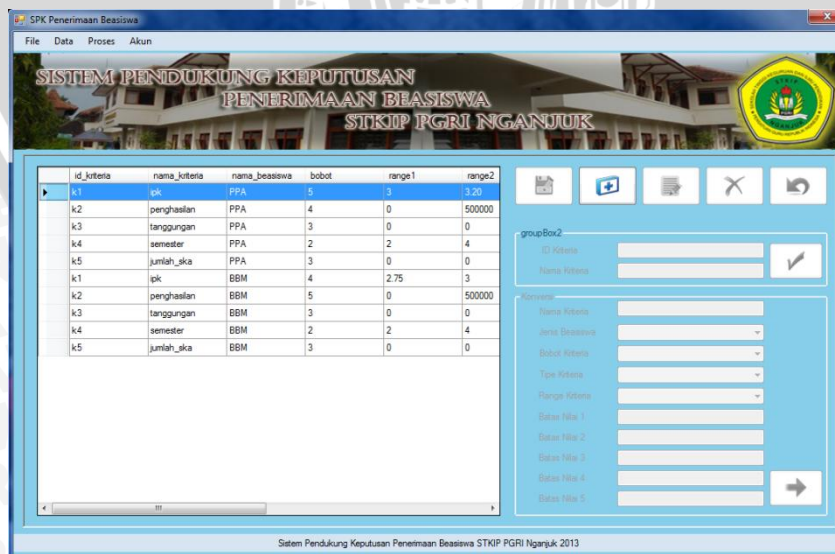 SPK Penerimaan Beasiswa
File Data Proses Akun
SISTEM PENDUKUNG KEPUTUSAN
PENERIMAAN BEASISWA
STKIP PGRI NGANJUK
id_kriteria nama_kriteria nama_beasiswa bobot range1 range2
k1 ipk PPA 5 3 3.20
k2 penghasilan PPA 4 0 500000
k3 tanggungan PPA 3 0 0
k4 semester PPA 2 2 4
k5 jumlah_ska PPA 3 0 0
k1 ipk BBM 4 2.75 3
k2 penghasilan BBM 5 0 500000
k3 tanggungan BBM 3 0 0
k4 semester BBM 2 2 4
k5 jumlah_ska BBM 3 0 0
groupBox2
ID Kriteria
Nama Kriteria
Konversi
Nama Kriteria
Jenis Beasiswa
Bobot Kriteria
Tipe Kriteria
Range Kriteria
Batas Nilai 1
Batas Nilai 2
Batas Nilai 3
Batas Nilai 4
Batas Nilai 5
Sistem Pendukung Keputusan Penerimaan Beasiswa STKIP PGRI Nganjuk 2013